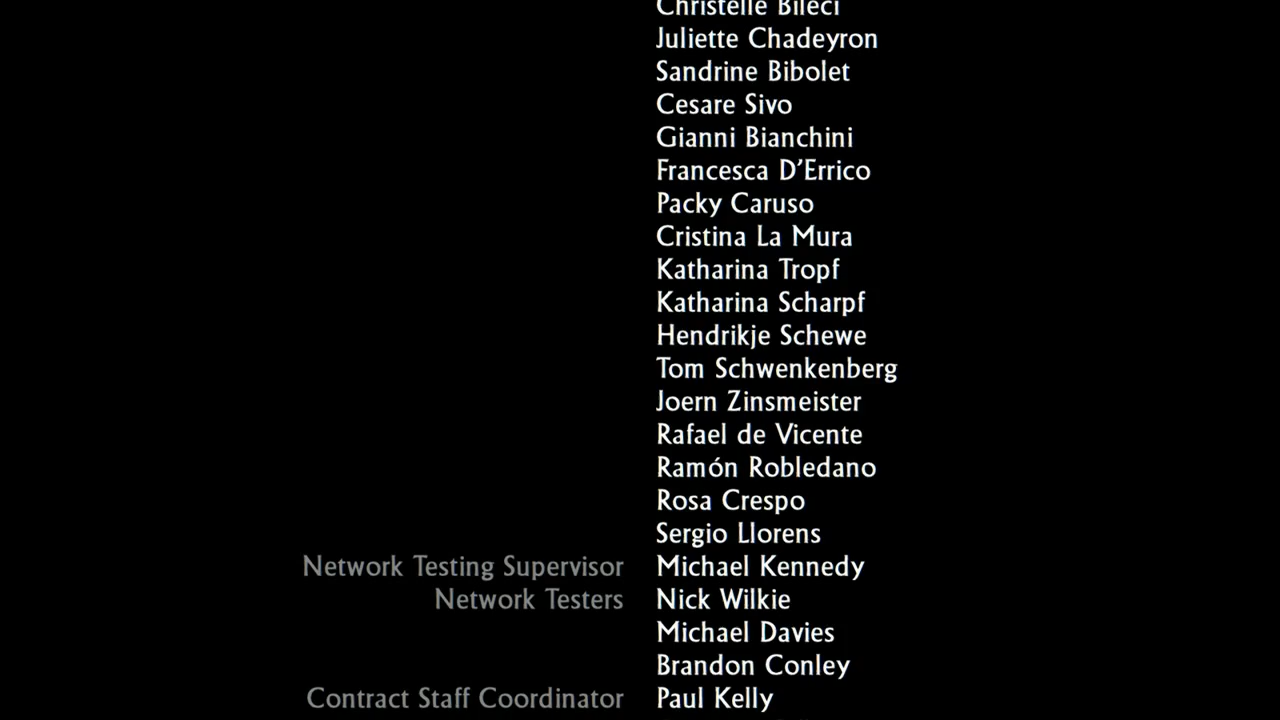 Christelle Bileci
Juliette Chadeyron
Sandrine Bibolet
Cesare Sivo
Gianni Bianchini
Francesca D'Errico
Packy Caruso
Cristina La Mura
Katharina Tropf
Katharina Scharpf
Hendrikje Schewe
Tom Schwenkenberg
Joern Zinsmeister
Rafael de Vicente
Ramón Robledano
Rosa Crespo
Sergio Llorens
Network Testing Supervisor Michael Kennedy
Network Testers Nick Wilkie
Michael Davies
Brandon Conley
Contract Staff Coordinator Paul Kelly